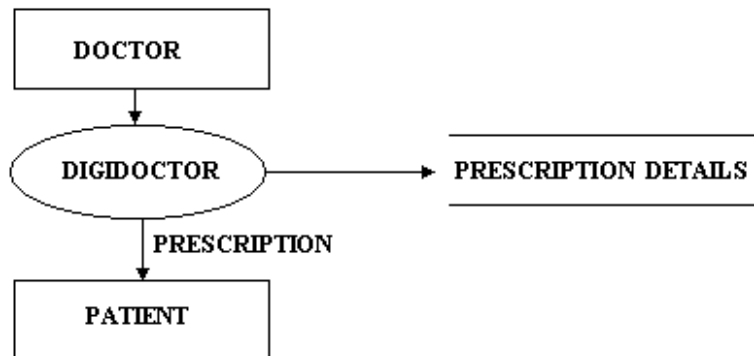 DOCTOR
DIGIDOCTOR
PRESCRIPTION DETAILS
PRESCRIPTION
PATIENT